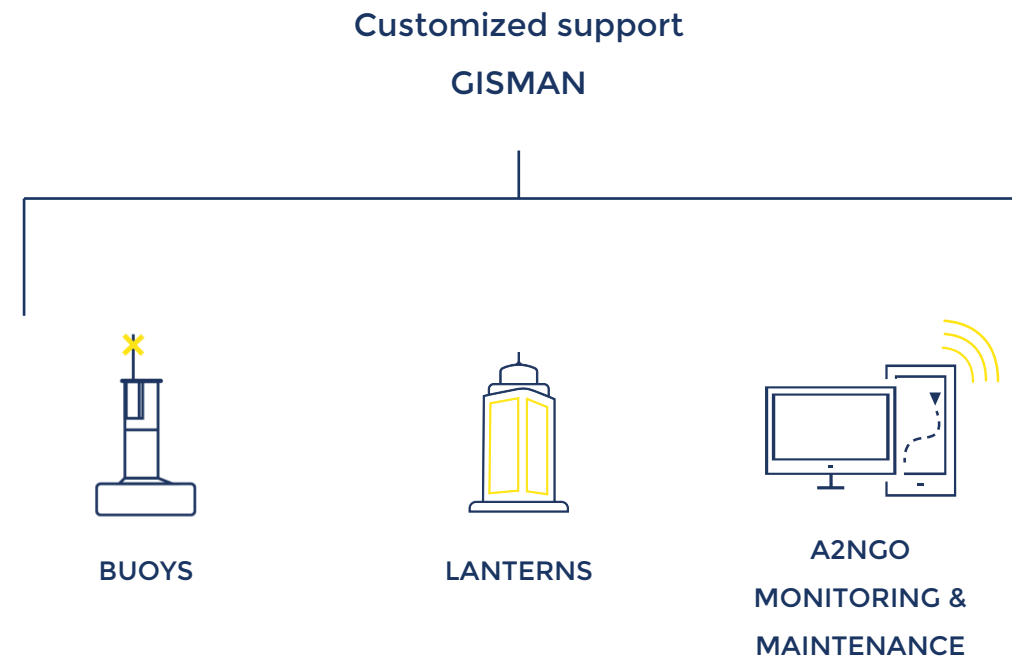 Customized support
GISMAN
BUOYS
LANTERNS
A2NGO
MONITORING &
MAINTENANCE